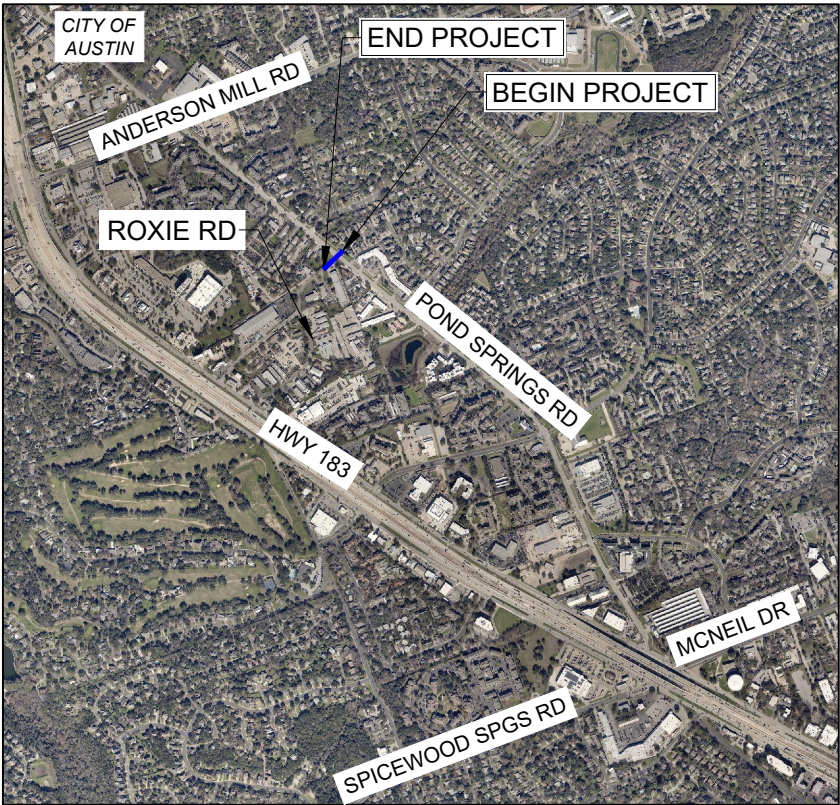 CITY OF
AUSTIN
END PROJECT
BEGIN PROJECT
ANDERSON MILL RD
ROXIE RD
POND SPRINGS RD
HWY 183
MCNEIL DR
SPICEWOOD SPGS RD